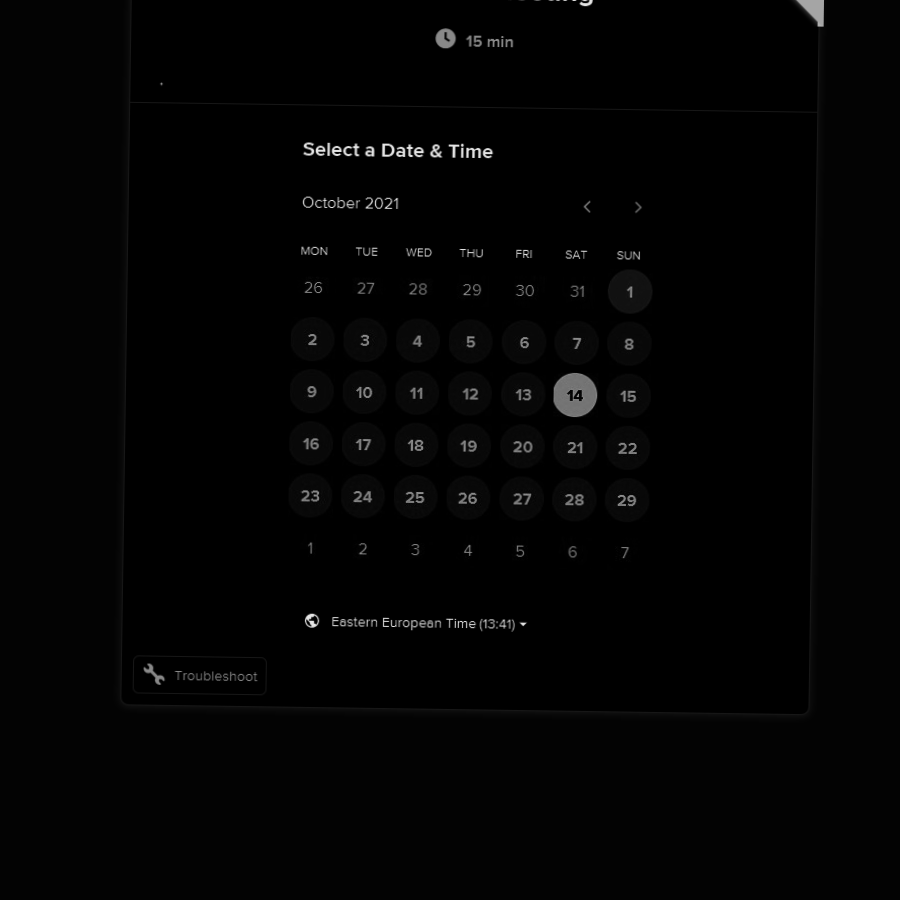 15 min
Select a Date & Time
October 2021
MON TUE WED THU FRI SAT SUN
26 27 28 29 30 31 1
2 3 4 5 6 7 8
9 10 11 12 13 14 15
16 17 18 19 20 21 22
23 24 25 26 27 28 29
1 2 3 4 5 6 7
Eastern European Time (13:41)
Troubleshoot